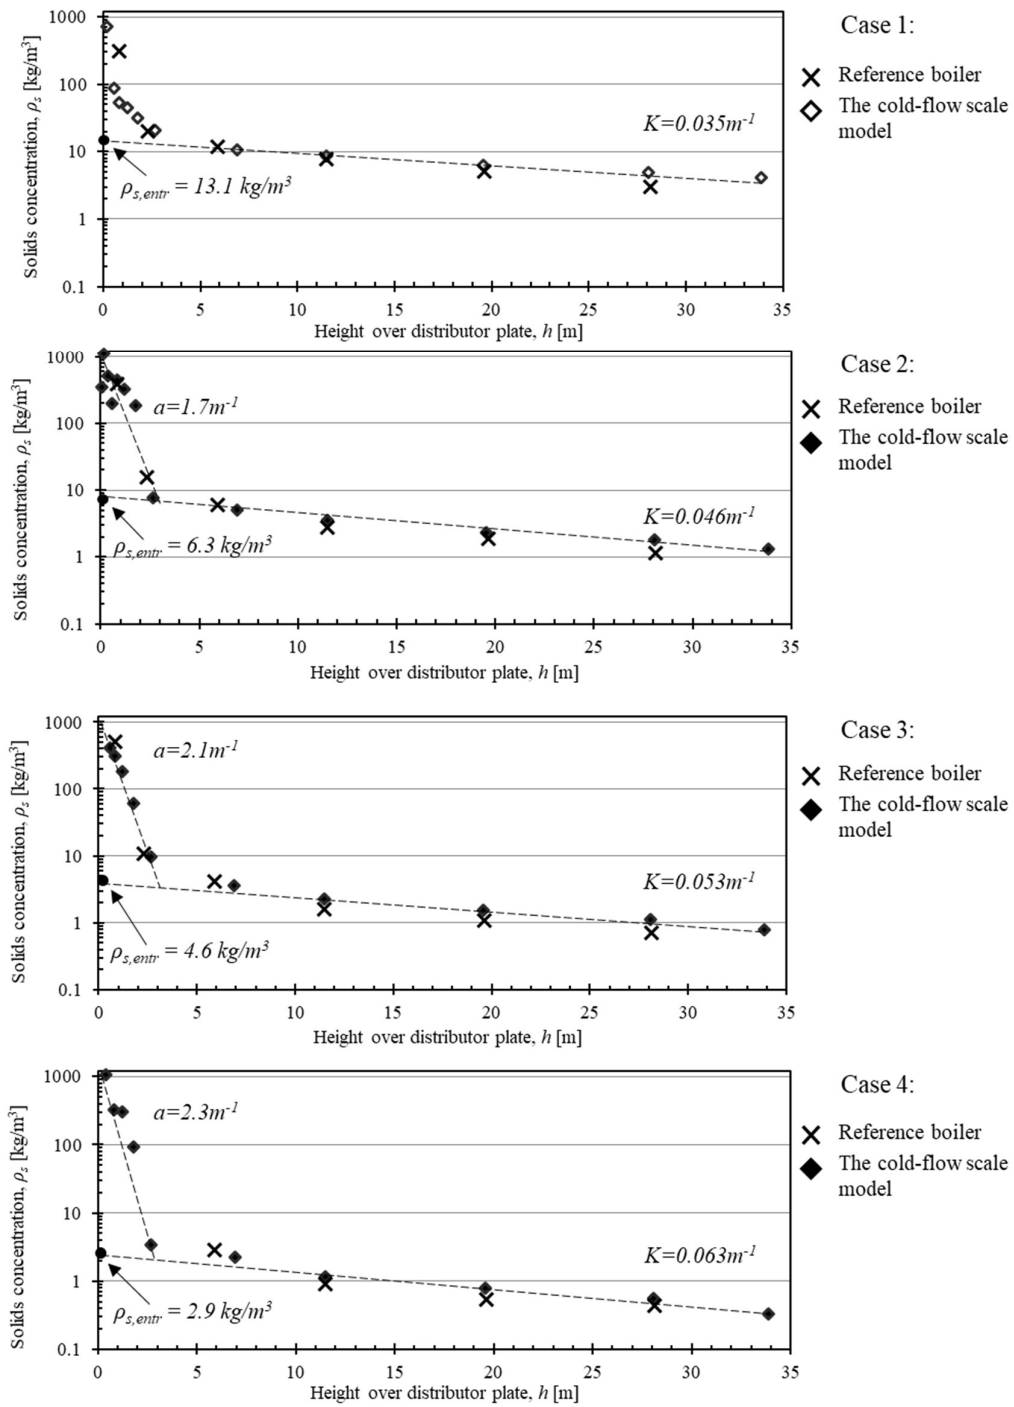 Case 1:
Solids concentration, ρs [kg/m3]
1000
100
10
1
0.1
Reference boiler
The cold-flow scale
model
K=0.035m-1
ρs,entr = 13.1 kg/m3
0 5 10 15 20 25 30 35
Height over distributor plate, h [m]
Case 2:
Solids concentration, ρs [kg/m3]
1000
100
10
1
0.1
Reference boiler
The cold-flow scale
model
a=1.7m-1
K=0.046m-1
ρs,entr = 6.3 kg/m3
0 5 10 15 20 25 30 35
Height over distributor plate, h [m]
Case 3:
Solids concentration, ρs [kg/m3]
1000
100
10
1
0.1
Reference boiler
The cold-flow scale
model
a=2.1m-1
K=0.053m-1
ρs,entr = 4.6 kg/m3
0 5 10 15 20 25 30 35
Height over distributor plate, h [m]
Case 4:
Solids concentration, ρs [kg/m3]
1000
100
10
1
0.1
Reference boiler
The cold-flow scale
model
a=2.3m-1
K=0.063m-1
ρs,entr = 2.9 kg/m3
0 5 10 15 20 25 30 35
Height over distributor plate, h [m]